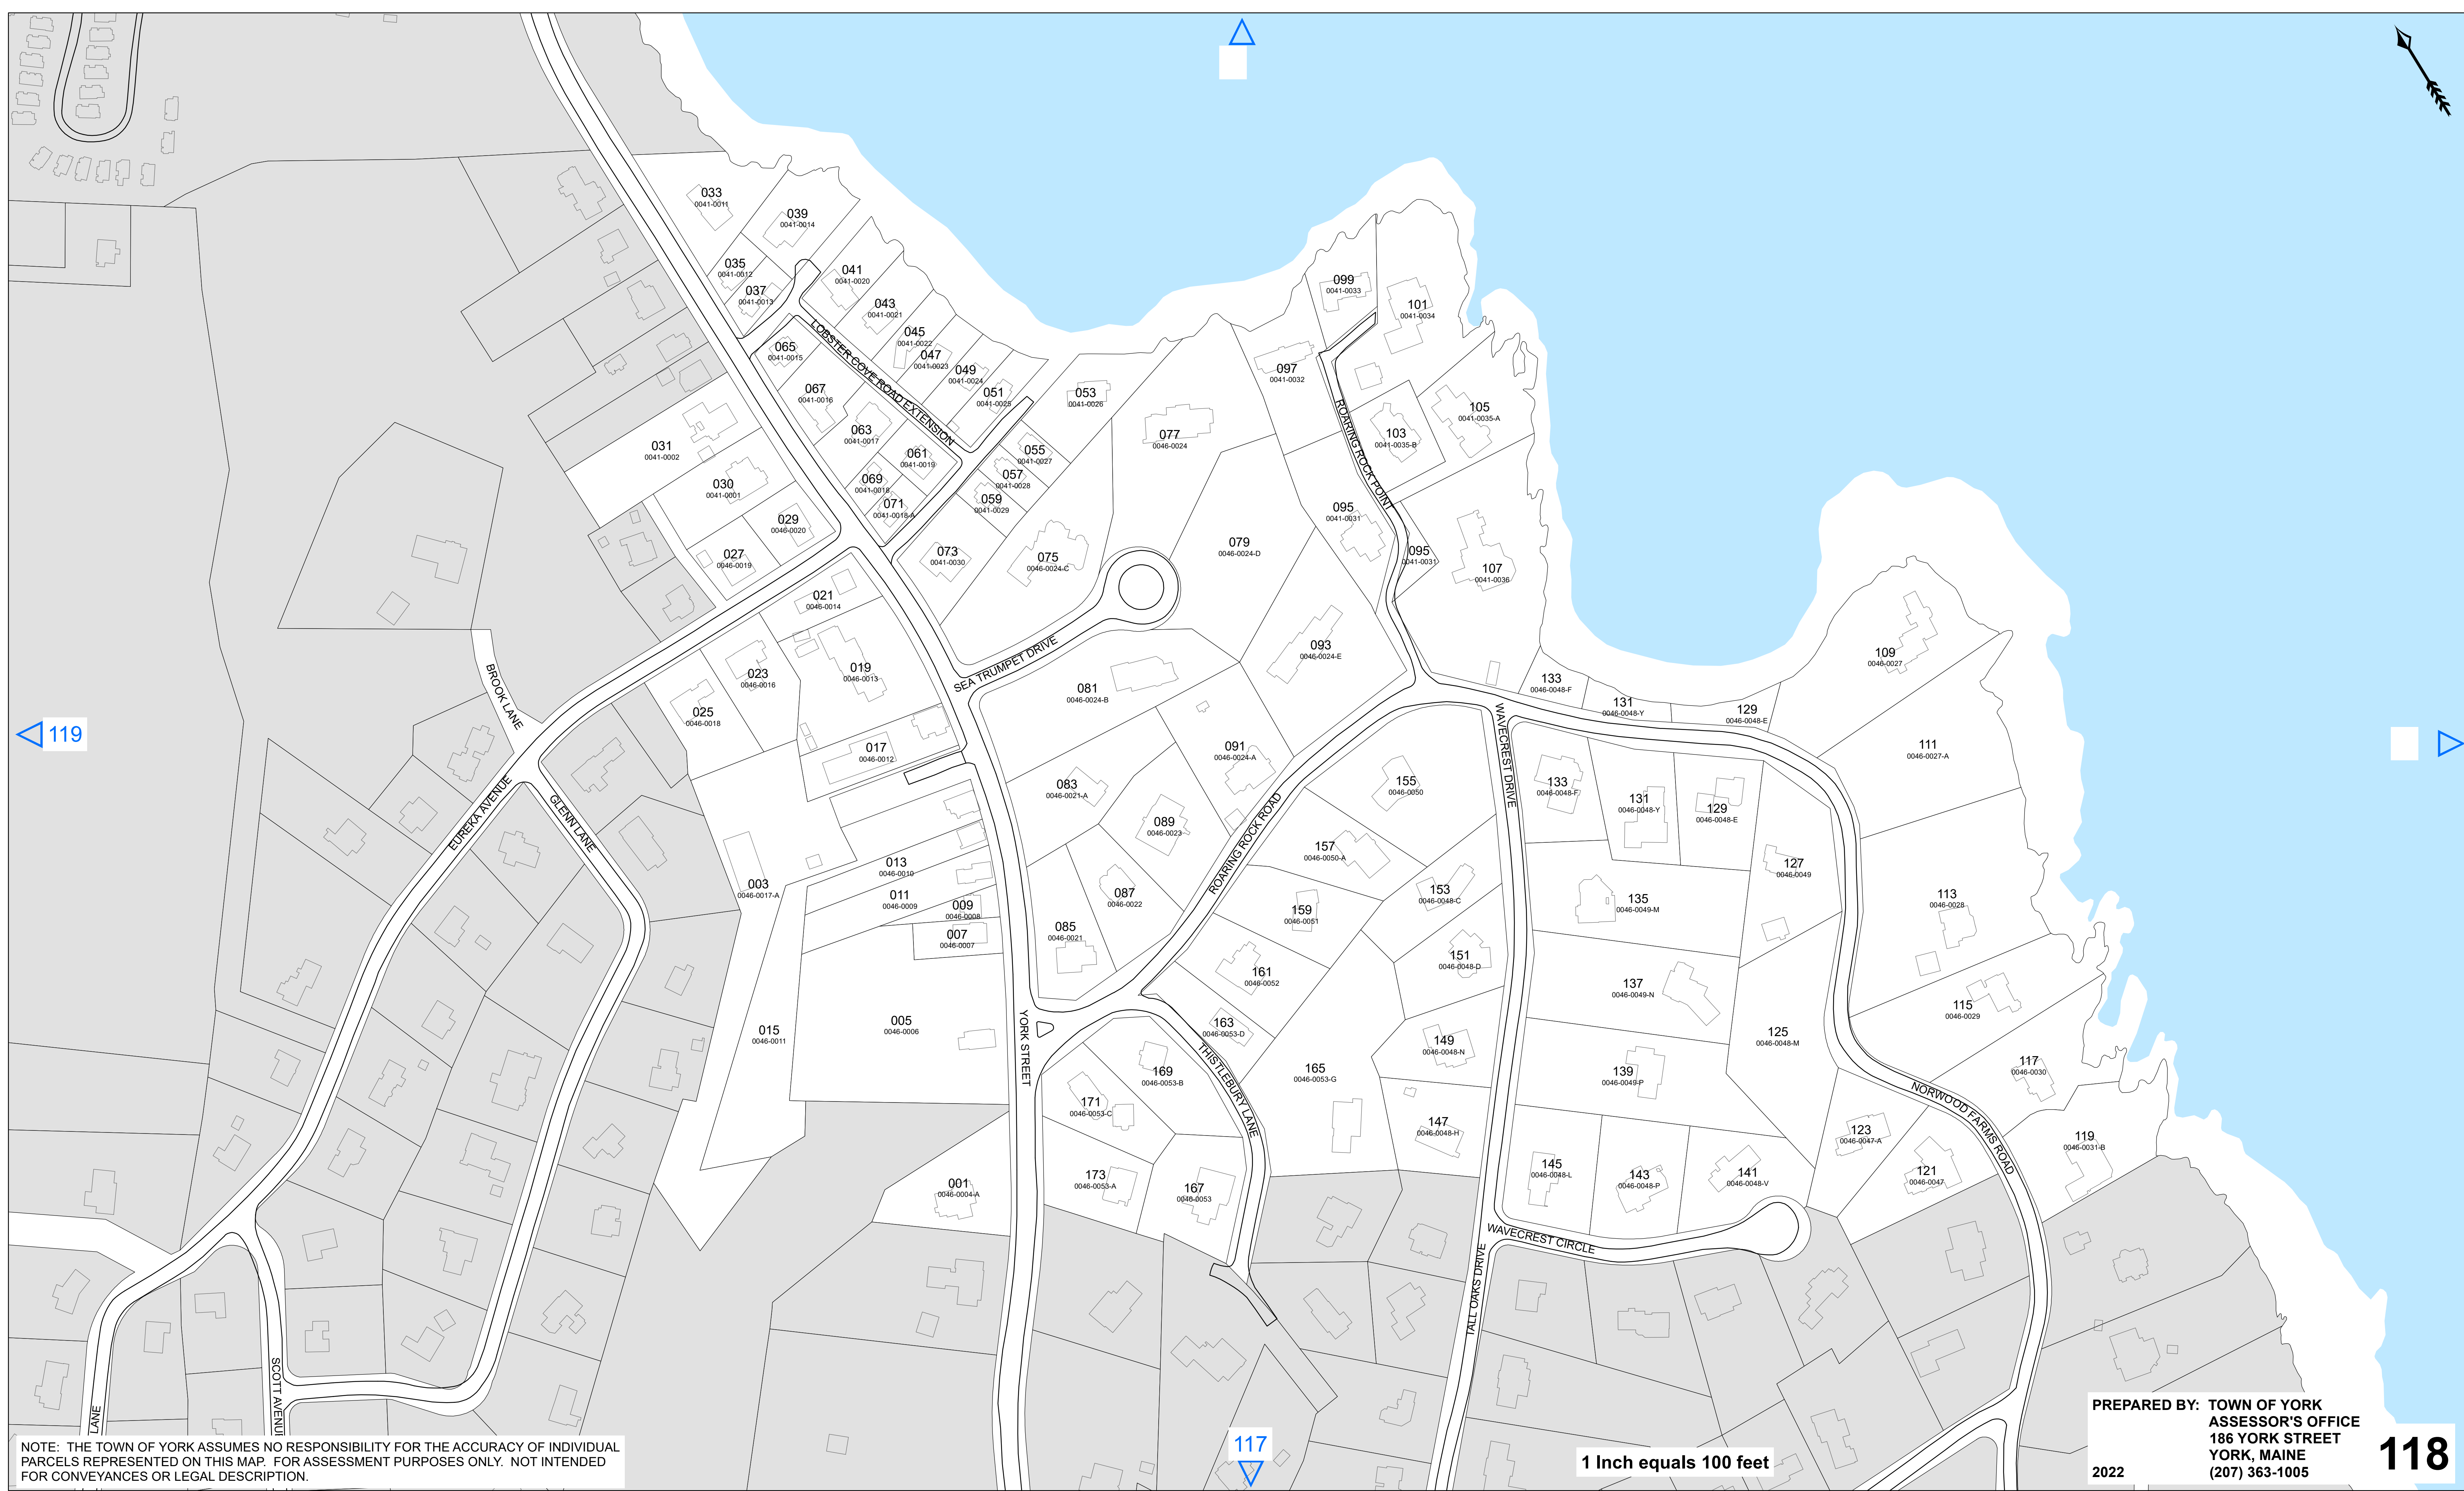 033
0041-0011
039
0041-0014
035
0041-0012
037
0041-0013
041
0041-0020
043
0041-0021
045
0041-0022
047
0041-0023
049
0041-0024
051
0041-0025
LOBSTER COVE ROAD EXTENSION
065
0041-0015
067
0041-0016
063
0041-0017
061
0041-0019
069
0041-0018
071
0041-0018-A
053
0041-0026
055
0041-0027
057
0041-0028
059
0041-0029
073
0041-0030
075
0046-0024-C
077
0046-0024
079
0046-0024-D
099
0041-0033
101
0041-0034
097
0041-0032
103
0041-0035-B
105
0041-0035-A
ROARING ROCK POINT
095
0041-0031
095
0041-0031
107
0041-0036
031
0041-0002
030
0041-0001
029
0046-0020
027
0046-0019
021
0046-0014
023
0046-0016
019
0046-0013
025
0046-0018
017
0046-0012
SEA TRUMPET DRIVE
081
0046-0024-B
093
0046-0024-E
091
0046-0024-A
083
0046-0021-A
089
0046-0023
087
0046-0022
085
0046-0021
ROARING ROCK ROAD
109
0046-0027
111
0046-0027-A
133
0046-0048-F
131
0046-0048-Y
129
0046-0048-E
WAVECREST DRIVE
133
0046-0048-F
131
0046-0048-Y
129
0046-0048-E
127
0046-0049
155
0046-0050
157
0046-0050-A
153
0046-0048-C
159
0046-0051
161
0046-0052
151
0046-0048-D
135
0046-0049-M
137
0046-0049-N
125
0046-0048-M
139
0046-0049-P
113
0046-0028
115
0046-0029
117
0046-0030
119
0046-0031-B
NORWOOD FARMS ROAD
123
0046-0047-A
121
0046-0047
BROOK LANE
EUREKA AVENUE
GLENN LANE
003
0046-0017-A
013
0046-0010
011
0046-0009
009
0046-0008
007
0046-0007
015
0046-0011
005
0046-0006
YORK STREET
163
0046-0053-D
THISTLEBURY LANE
169
0046-0053-B
171
0046-0053-C
173
0046-0053-A
167
0046-0053
165
0046-0053-G
149
0046-0048-N
147
0046-0048-H
145
0046-0048-L
143
0046-0048-P
141
0046-0048-V
WAVECREST CIRCLE
TALL OAKS DRIVE
001
0046-0004-A
SCOTT AVENU
LANE
119
117
NOTE: THE TOWN OF YORK ASSUMES NO RESPONSIBILITY FOR THE ACCURACY OF INDIVIDUAL
PARCELS REPRESENTED ON THIS MAP. FOR ASSESSMENT PURPOSES ONLY. NOT INTENDED
FOR CONVEYANCES OR LEGAL DESCRIPTION.
1 Inch equals 100 feet
PREPARED BY: TOWN OF YORK
ASSESSOR'S OFFICE
186 YORK STREET
YORK, MAINE
2022 (207) 363-1005
118